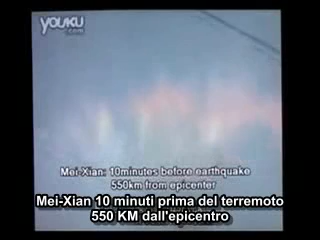 YOUKU
.com
Mei-Xian: 10minutes before earthquake
550km from epicenter
Mei-Xian 10 minuti prima del terremoto
550 KM dall'epicentro